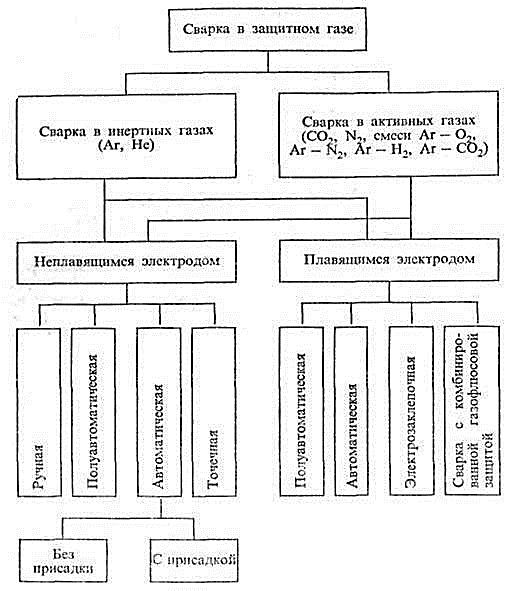 Сварка в защитном газе
Сварка в инертных газах
(Ar, He)
Сварка в активных газах
(CO₂, N₂, смеси Ar – O₂,
Ar – N₂, Ar – H₂, Ar – CO₂)
Неплавящимся электродом
Плавящимся электродом
Ручная
Полуавтоматическая
Автоматическая
Точечная
Полуавтоматическая
Автоматическая
Электрозаклепочная
Сварка с комбиниро-
ванной газофлюсовой
защитой
Без
присадки
С присадкой